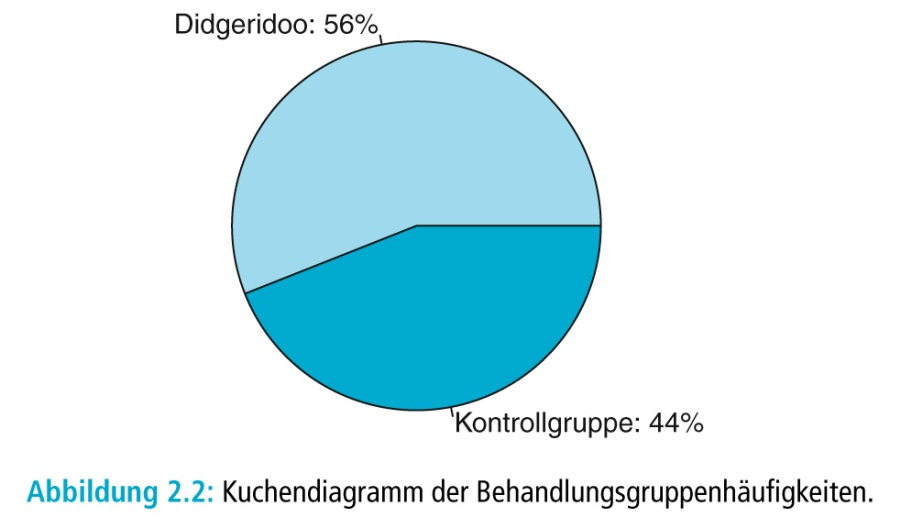 Didgeridoo: 56%
Kontrollgruppe: 44%
Abbildung 2.2: Kuchendiagramm der Behandlungsgruppenhäufigkeiten.